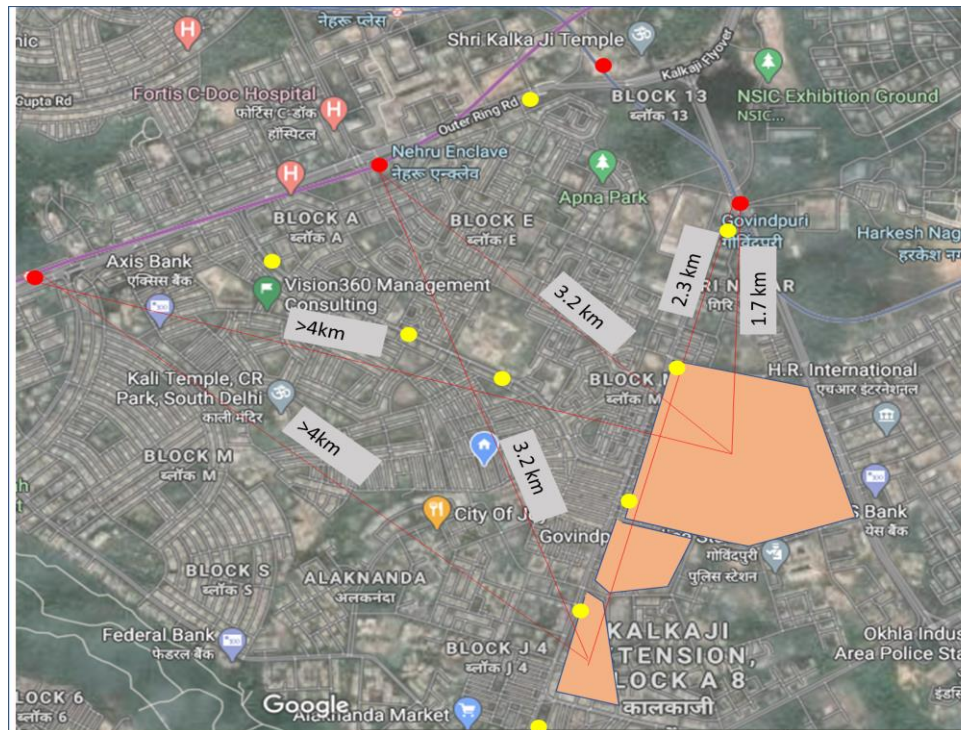 नेहरू प्लेस
Shri Kalka Ji Temple
Kalkaji Flyover
Gupta Rd
Fortis C-Doc Hospital
फोर्टिस C-डॉक
हॉस्पिटल
Outer Ring Rd
BLOCK 13
ब्लॉक 13
NSIC Exhibition Ground
NSIC...
Nehru Enclave
नेहरू एन्क्लेव
Apna Park
BLOCK A
ब्लॉक A
BLOCK E
ब्लॉक E
Govindpuri
गोविंदपुरी
Harkesh Nag
हरकेश नग
Axis Bank
एक्सिस बैंक
Vision360 Management
Consulting
2.3 km
1.7 km
3.2 km
>4km
H.R. International
एचआर इंटरनेशनल
Kali Temple, CR
Park, South Delhi
काली मंदिर
BLOCK M
ब्लॉक M
>4km
3.2 km
BLOCK M
ब्लॉक M
S Bank
येस बैंक
City Of Jo
Govindp
गोविंदपुरी
पुलिस स्टेशन
BLOCK S
ब्लॉक S
ALAKNANDA
अलकनंदा
Federal Bank
फेडरल बैंक
BLOCK J 4
ब्लॉक J 4
KALKAJI
XTENSION,
BLOCK A 8
कालकाजी
Okhla Indus
Area Police Sta
LOCK 6
ब्लॉक 6
Google
Alaknanda Market